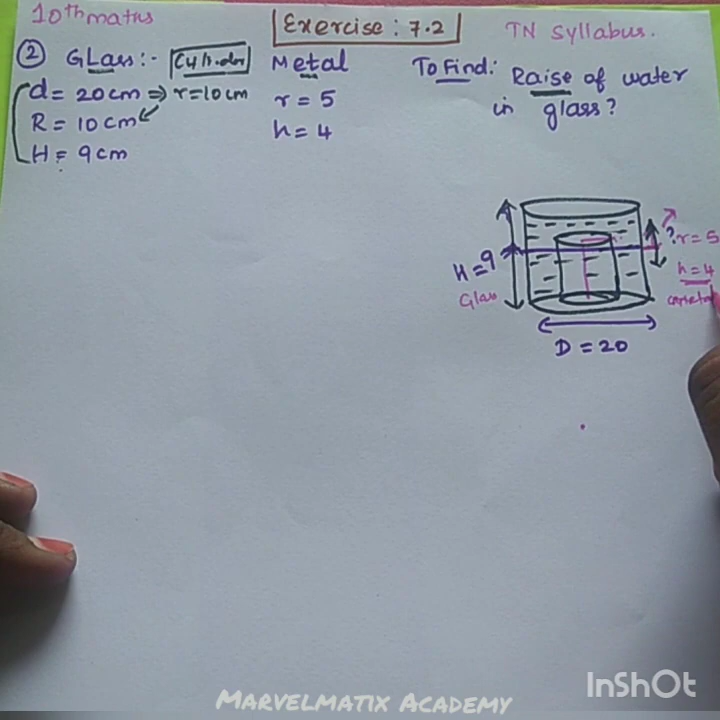 10th maths
Exercise: 7.2
TN Syllabus.
② GLass:- Cylinder
d = 20cm ⇒ r=10cm
R = 10cm
H = 9cm
Metal
r = 5
h = 4
To Find: Raise of water
in glass?
H=9
Glass
? r=5
h=4
D = 20
InShOt
MARVELMATIX ACADEMY